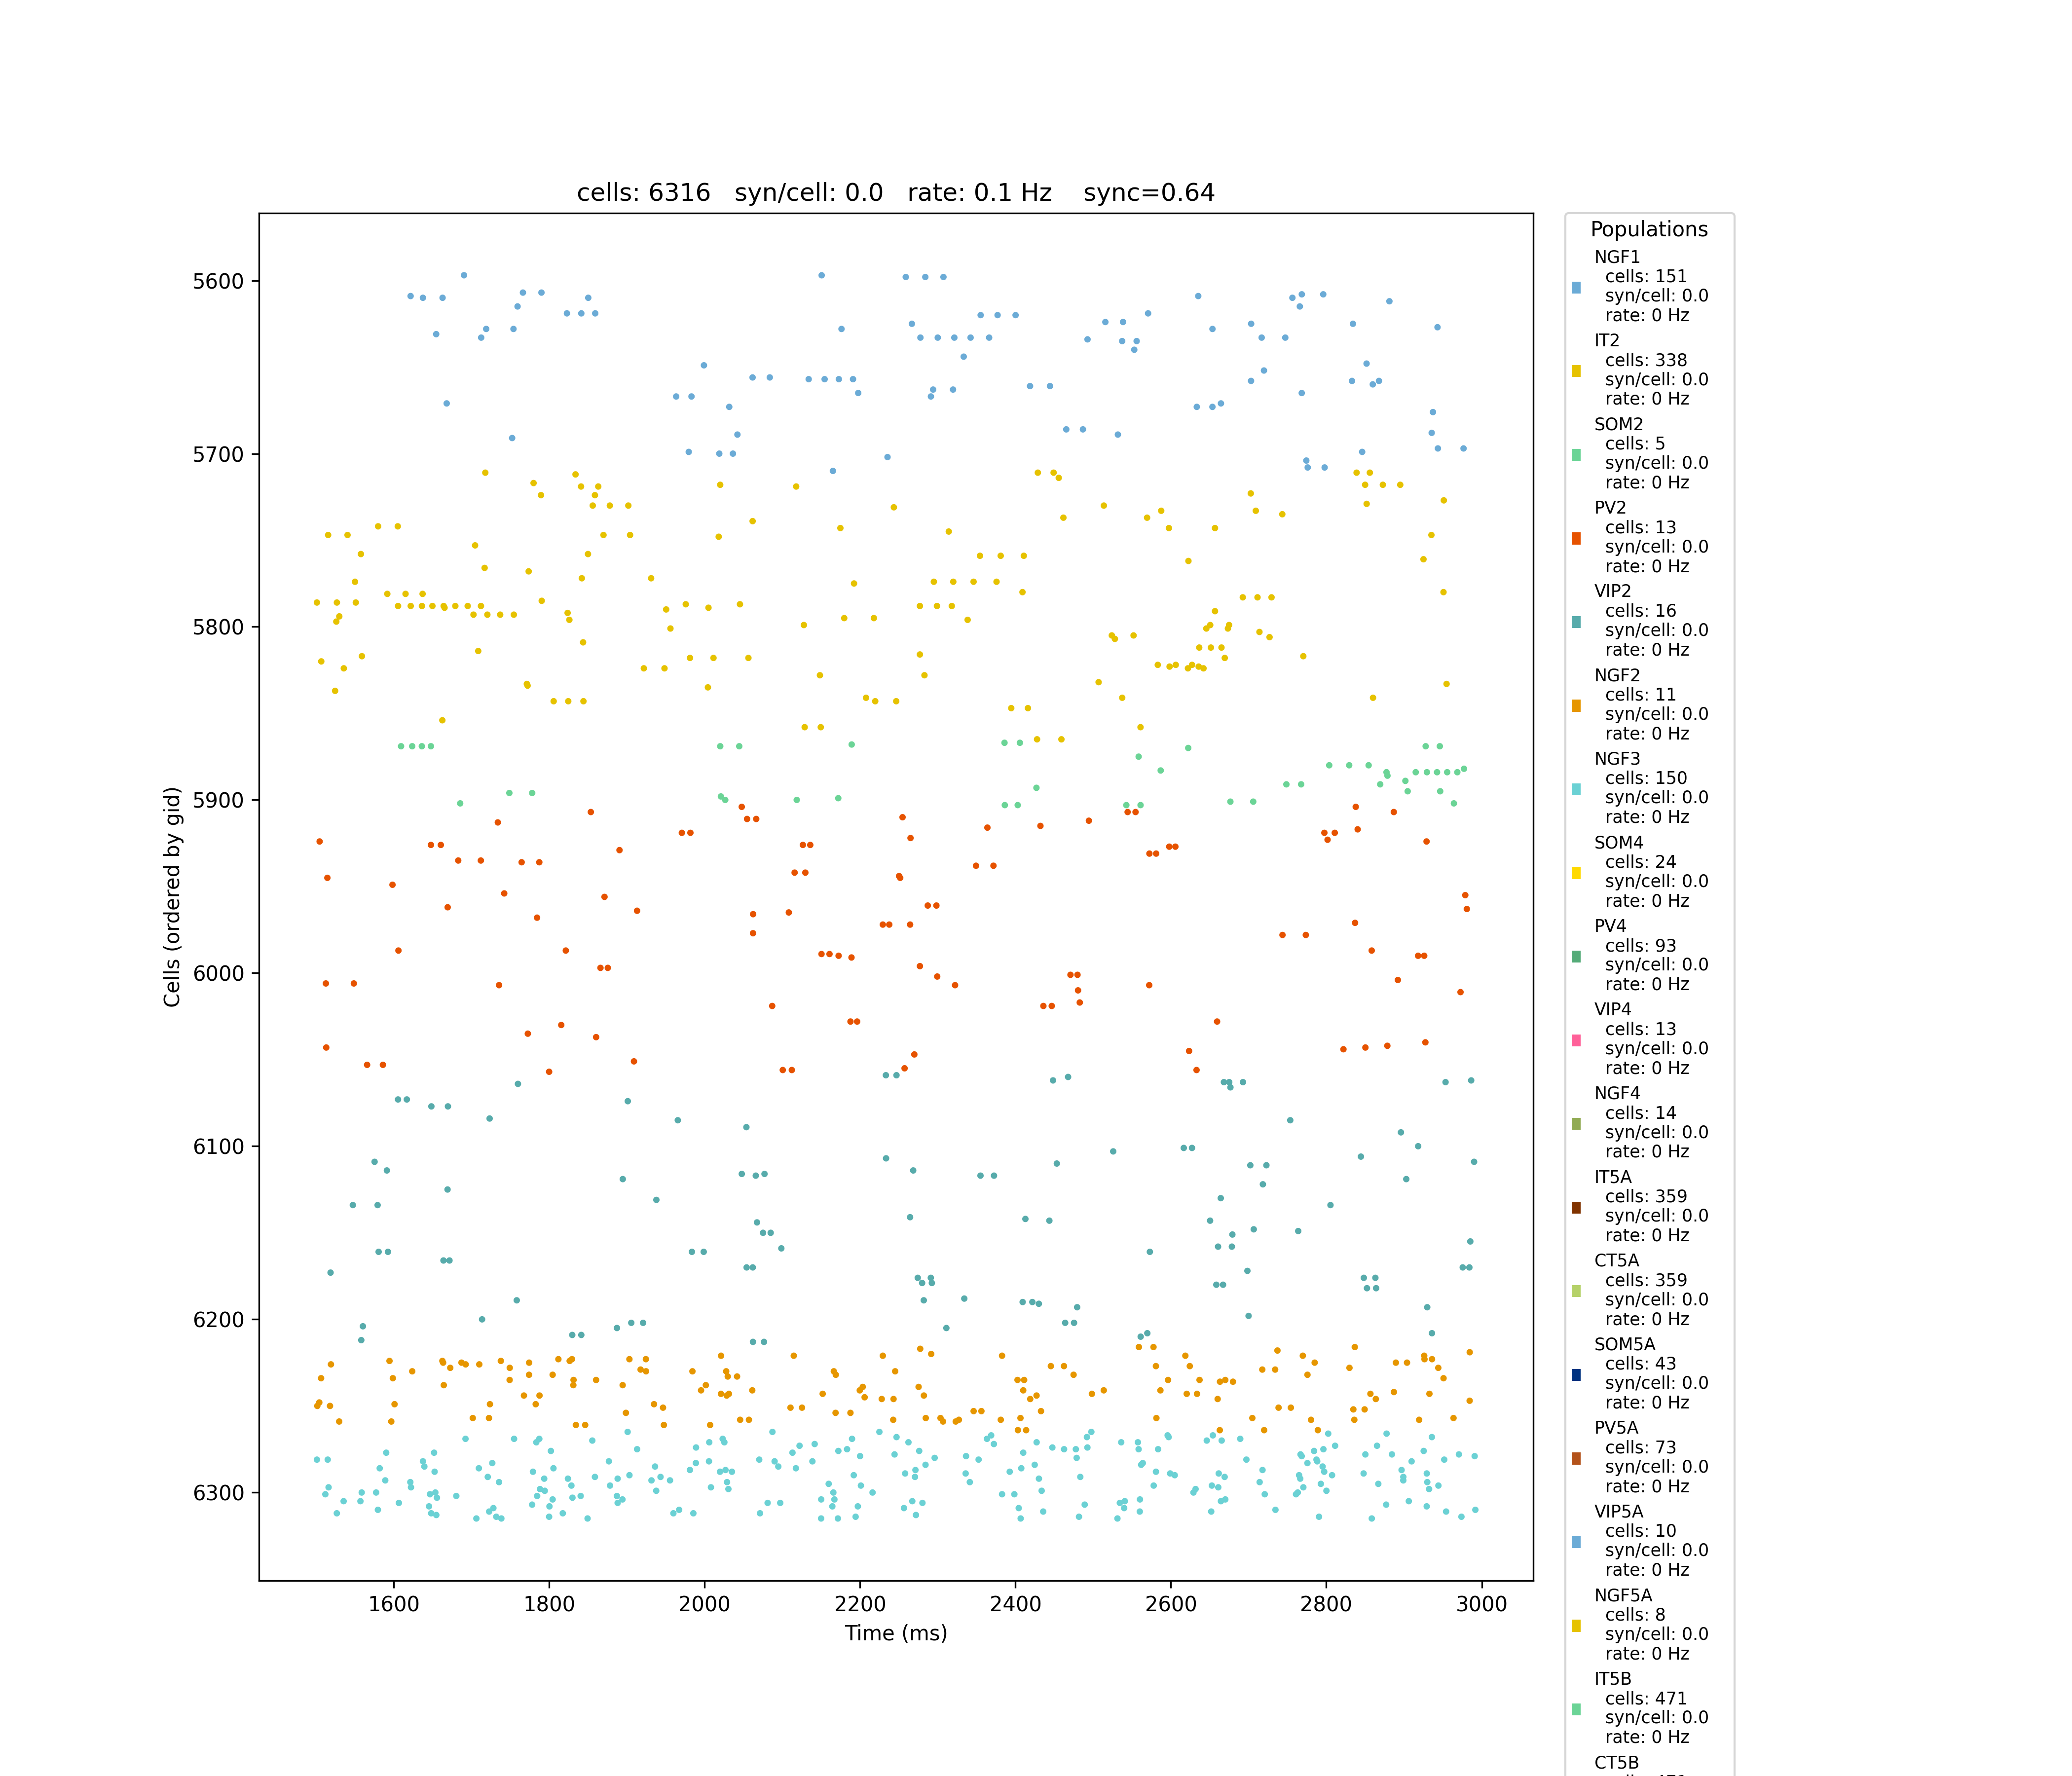 cells: 6316   syn/cell: 0.0   rate: 0.1 Hz    sync=0.64
5600
5700
5800
5900
6000
6100
6200
6300
Cells (ordered by gid)
1600
1800
2000
2200
2400
2600
2800
3000
Time (ms)
Populations
NGF1
cells: 151
syn/cell: 0.0
rate: 0 Hz
IT2
cells: 338
syn/cell: 0.0
rate: 0 Hz
SOM2
cells: 5
syn/cell: 0.0
rate: 0 Hz
PV2
cells: 13
syn/cell: 0.0
rate: 0 Hz
VIP2
cells: 16
syn/cell: 0.0
rate: 0 Hz
NGF2
cells: 11
syn/cell: 0.0
rate: 0 Hz
NGF3
cells: 150
syn/cell: 0.0
rate: 0 Hz
SOM4
cells: 24
syn/cell: 0.0
rate: 0 Hz
PV4
cells: 93
syn/cell: 0.0
rate: 0 Hz
VIP4
cells: 13
syn/cell: 0.0
rate: 0 Hz
NGF4
cells: 14
syn/cell: 0.0
rate: 0 Hz
IT5A
cells: 359
syn/cell: 0.0
rate: 0 Hz
CT5A
cells: 359
syn/cell: 0.0
rate: 0 Hz
SOM5A
cells: 43
syn/cell: 0.0
rate: 0 Hz
PV5A
cells: 73
syn/cell: 0.0
rate: 0 Hz
VIP5A
cells: 10
syn/cell: 0.0
rate: 0 Hz
NGF5A
cells: 8
syn/cell: 0.0
rate: 0 Hz
IT5B
cells: 471
syn/cell: 0.0
rate: 0 Hz
CT5B